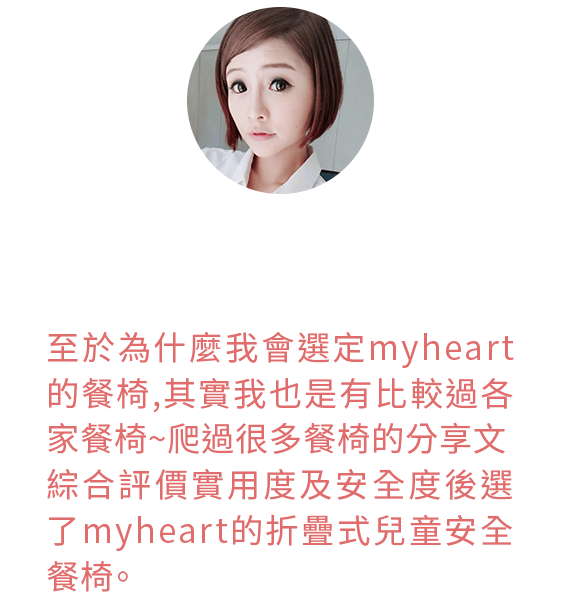 至於為什麼我會選定myheart
的餐椅,其實我也是有比較過各
家餐椅~爬過很多餐椅的分享文
綜合評價實用度及安全度後選
了myheart的折疊式兒童安全
餐椅。